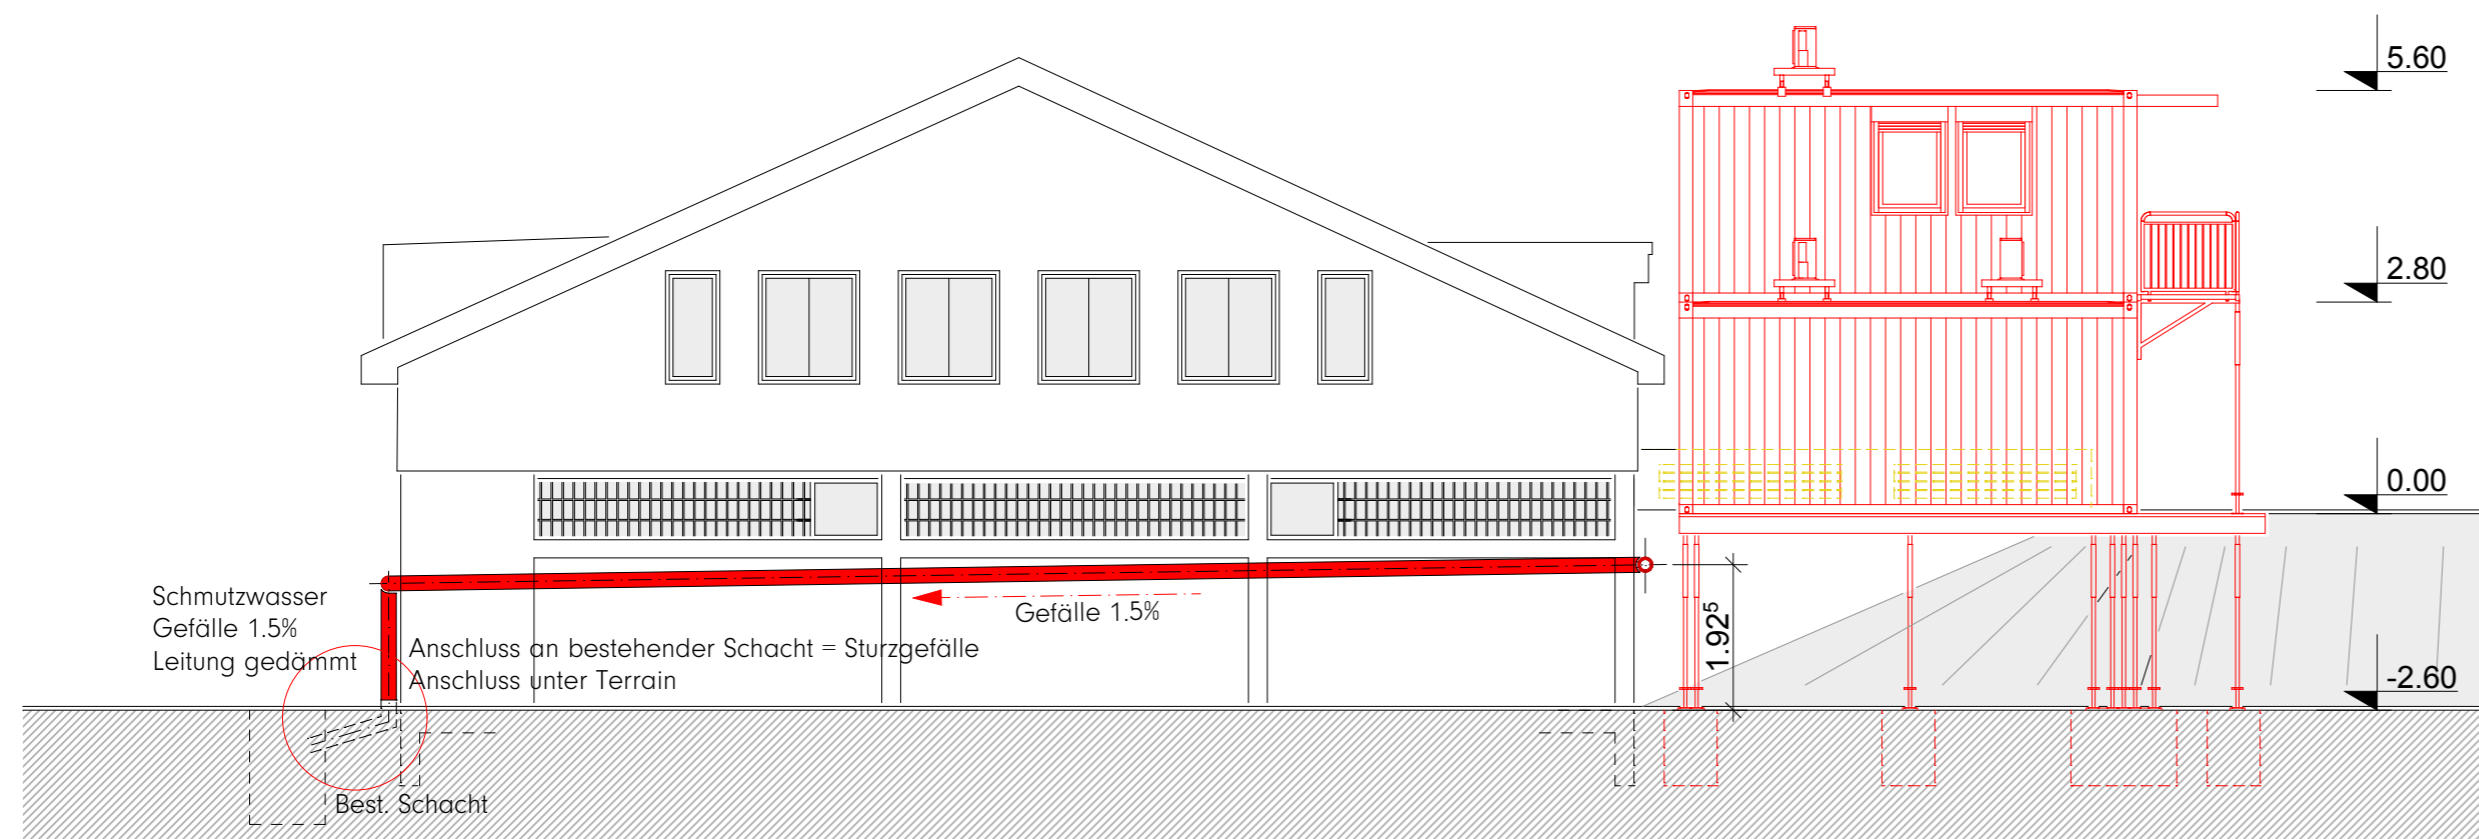 5.60
2.80
0.00
-2.60
1.92⁵
Schmutzwasser
Gefälle 1.5%
Leitung gedämmt
Gefälle 1.5%
Anschluss an bestehender Schacht = Sturzgefälle
Anschluss unter Terrain
Best. Schacht